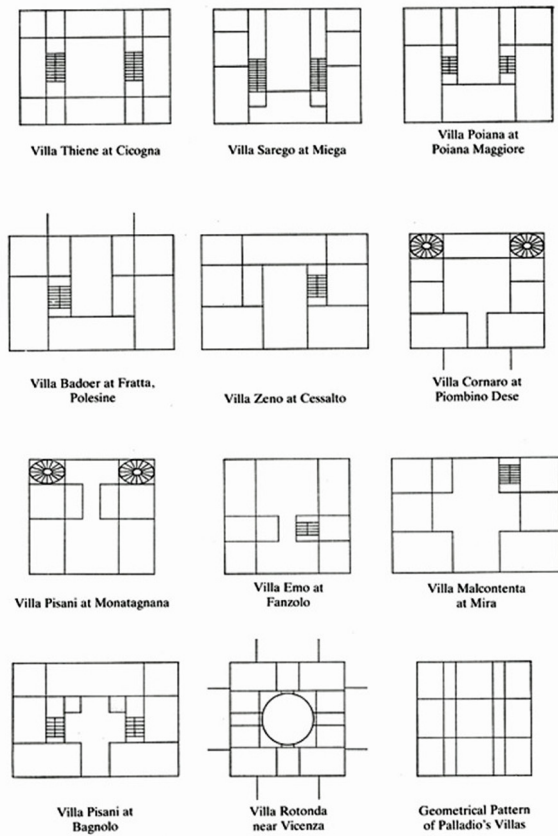 Villa Thiene at Cicogna
Villa Sarego at Miega
Villa Poiana at
Poiana Maggiore
Villa Badoer at Fratta,
Polesine
Villa Zeno at Cessalto
Villa Cornaro at
Piombino Dese
Villa Pisani at Monatagnana
Villa Emo at
Fanzolo
Villa Malcontenta
at Mira
Villa Pisani at
Bagnolo
Villa Rotonda
near Vicenza
Geometrical Pattern
of Palladio's Villas